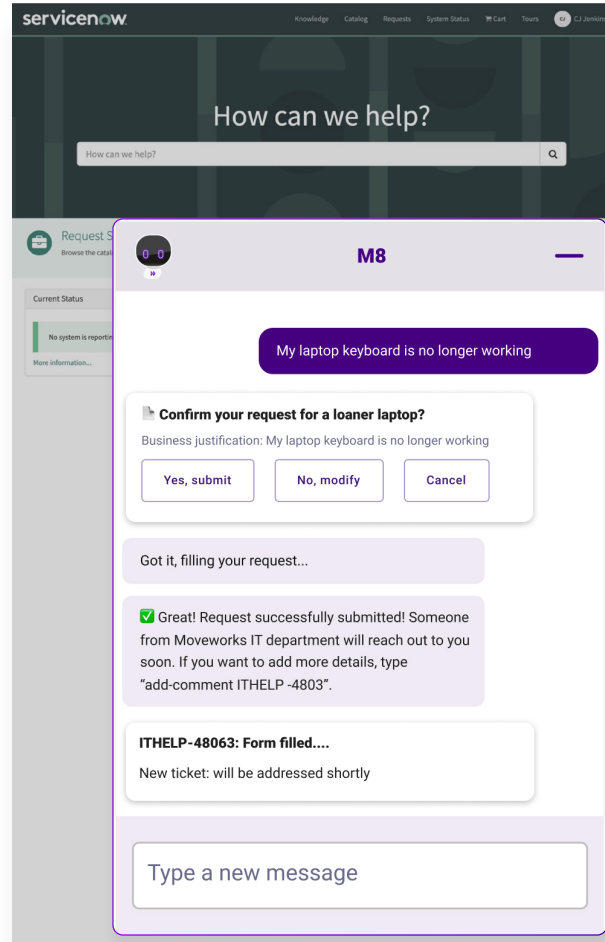 servicenow
Knowledge Catalog Requests System Status Cart Tours CJ CJ Jenkins
How can we help?
How can we help?
Request S
Browse the catal
Current Status
No system is reportin
More information...
M8
My laptop keyboard is no longer working
Confirm your request for a loaner laptop?
Business justification: My laptop keyboard is no longer working
Yes, submit No, modify Cancel
Got it, filling your request...
Great! Request successfully submitted! Someone
from Moveworks IT department will reach out to you
soon. If you want to add more details, type
“add-comment ITHELP -4803”.
ITHELP-48063: Form filled....
New ticket: will be addressed shortly
Type a new message